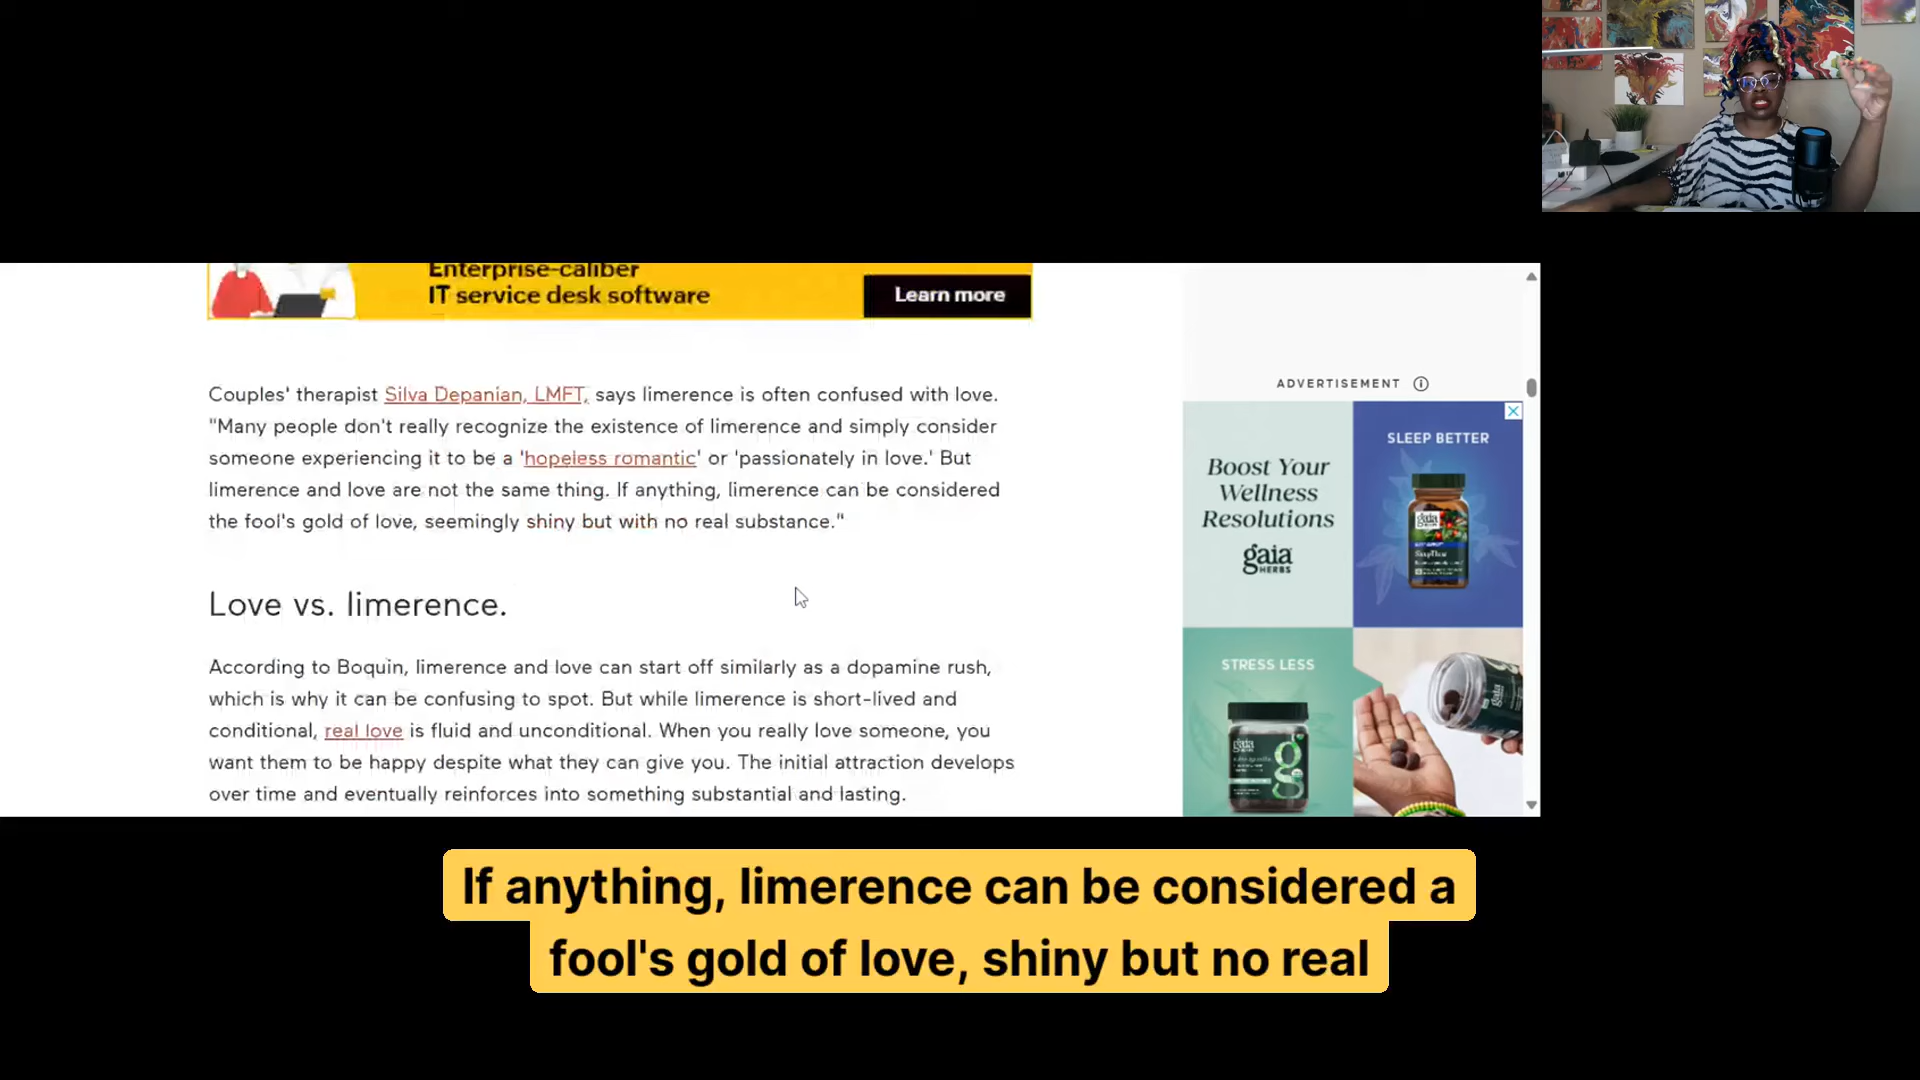 Enterprise-caliber
IT service desk software
Learn more
Couples' therapist Silva Depanian, LMFT, says limerence is often confused with love.
"Many people don't really recognize the existence of limerence and simply consider
someone experiencing it to be a 'hopeless romantic' or 'passionately in love.' But
limerence and love are not the same thing. If anything, limerence can be considered
the fool's gold of love, seemingly shiny but with no real substance."
Love vs. limerence.
According to Boquin, limerence and love can start off similarly as a dopamine rush,
which is why it can be confusing to spot. But while limerence is short-lived and
conditional, real love is fluid and unconditional. When you really love someone, you
want them to be happy despite what they can give you. The initial attraction develops
over time and eventually reinforces into something substantial and lasting.
ADVERTISEMENT
Boost Your
Wellness
Resolutions
gaia
HERBS
SLEEP BETTER
gaia
STRESS LESS
gaia
g
gaia
If anything, limerence can be considered a
fool's gold of love, shiny but no real